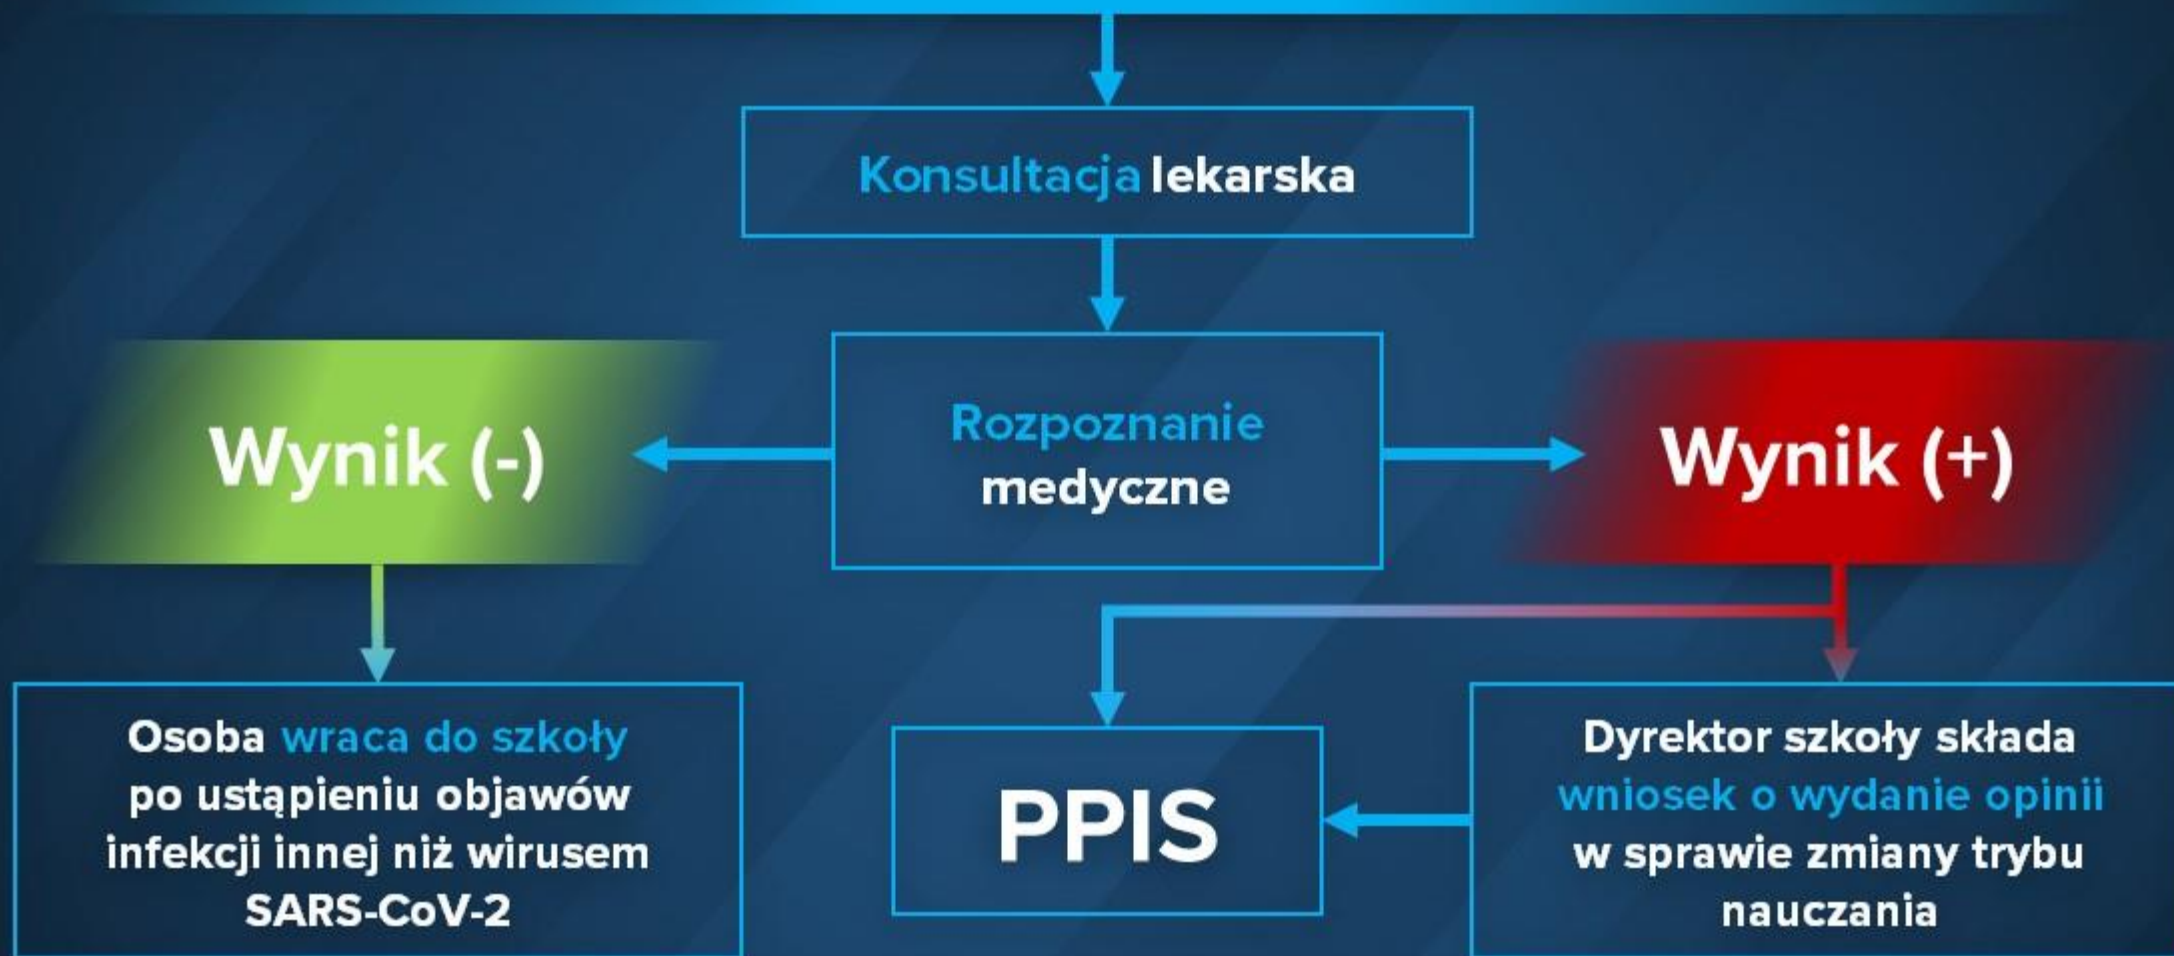 Konsultacja lekarska
Rozpoznanie
medyczne
Wynik (-)
Wynik (+)
Osoba wraca do szkoły
po ustąpieniu objawów
infekcji innej niż wirusem
SARS-CoV-2
PPIS
Dyrektor szkoły składa
wniosek o wydanie opinii
w sprawie zmiany trybu
nauczania